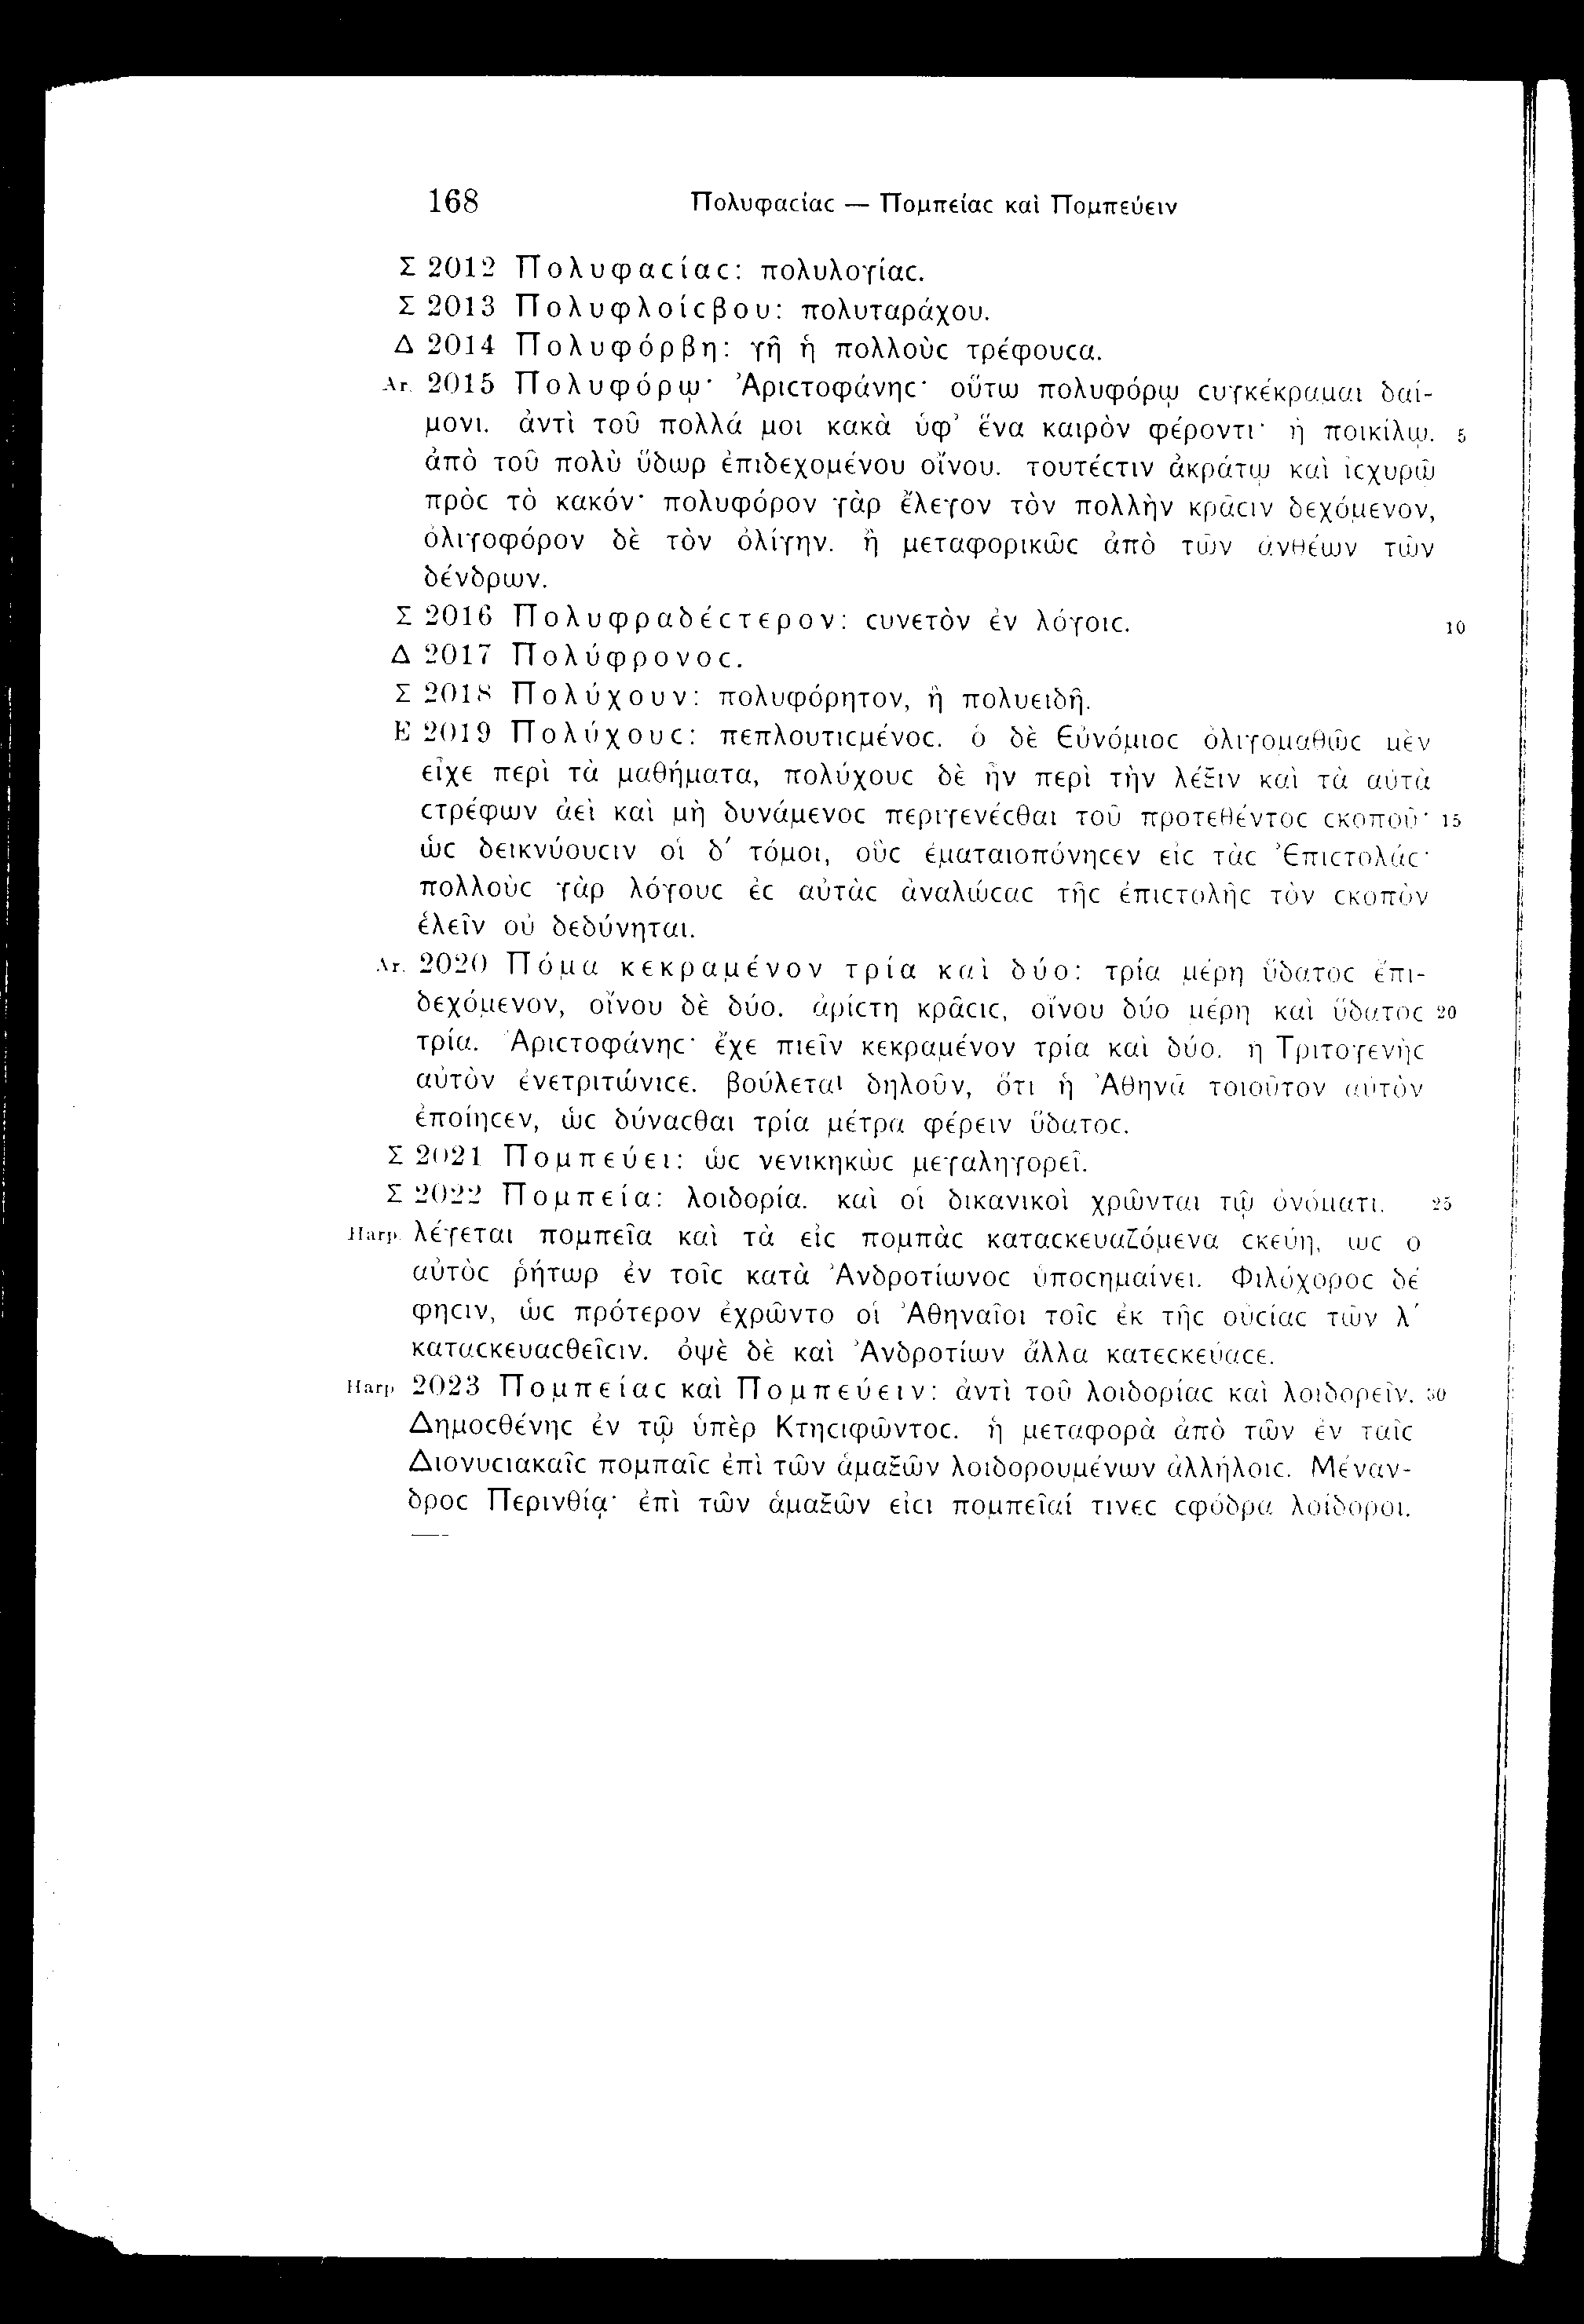 168 Πολυφαϲίαϲ — Πομπείαϲ καὶ Πομπεύειν
Σ 2012 Πολυφαϲίαϲ: πολυλογίαϲ.
Σ 2013 Πολυφλοίϲβου: πολυταράχου.
Δ 2014 Πολυφόρβη: γῆ ἡ πολλοὺϲ τρέφουϲα.
Ar. 2015 Πολυφόρῳ· Ἀριϲτοφάνηϲ· οὕτω πολυφόρῳ ϲυγκέκραμαι δαί-
μονι. ἀντὶ τοῦ πολλά μοι κακὰ ὑφ’ ἕνα καιρὸν φέροντι· ἢ ποικίλῳ. 5
ἀπὸ τοῦ πολὺ ὕδωρ ἐπιδεχομένου οἴνου. τουτέϲτιν ἀκράτῳ καὶ ἰϲχυρῷ
πρὸϲ τὸ κακόν· πολυφόρον γὰρ ἔλεγον τὸν πολλὴν κρᾶϲιν δεχόμενον,
ὀλιγοφόρον δὲ τὸν ὀλίγην. ἢ μεταφορικῶϲ ἀπὸ τῶν ἀνθέων τῶν
δένδρων.
Σ 2016 Πολυφραδέϲτερον: ϲυνετὸν ἐν λόγοιϲ. 10
Δ 2017 Πολύφρονοϲ.
Σ 2018 Πολύχουν: πολυφόρητον, ἢ πολυειδῆ.
E 2019 Πολύχουϲ: πεπλουτιϲμένοϲ. ὁ δὲ Εὐνόμιοϲ ὀλιγομαθῶϲ μὲν
εἶχε περὶ τὰ μαθήματα, πολύχουϲ δὲ ἦν περὶ τὴν λέξιν καὶ τὰ αὐτὰ
ϲτρέφων ἀεὶ καὶ μὴ δυνάμενοϲ περιγενέϲθαι τοῦ προτεθέντοϲ ϲκοποῦ· 15
ὡϲ δεικνύουϲιν οἱ δ′ τόμοι, οὓϲ ἐματαιοπόνηϲεν εἰϲ τὰϲ Ἐπιϲτολάϲ·
πολλοὺϲ γὰρ λόγουϲ ἐϲ αὐτὰϲ ἀναλώϲαϲ τῆϲ ἐπιϲτολῆϲ τὸν ϲκοπὸν
ἑλεῖν οὐ δεδύνηται.
Ar. 2020 Πόμα κεκραμένον τρία καὶ δύο: τρία μέρη ὕδατοϲ ἐπι-
δεχόμενον, οἴνου δὲ δύο. ἀρίϲτη κρᾶϲιϲ, οἴνου δύο μέρη καὶ ὕδατοϲ 20
τρία. Ἀριϲτοφάνηϲ· ἔχε πιεῖν κεκραμένον τρία καὶ δύο. ἡ Τριτογενὴϲ
αὐτὸν ἐνετριτώνιϲε. βούλεται δηλοῦν, ὅτι ἡ Ἀθηνᾶ τοιοῦτον αὐτὸν
ἐποίηϲεν, ὡϲ δύναϲθαι τρία μέτρα φέρειν ὕδατοϲ.
Σ 2021 Πομπεύει: ὡϲ νενικηκὼϲ μεγαληγορεῖ.
Σ 2022 Πομπεία: λοιδορία. καὶ οἱ δικανικοὶ χρῶνται τῷ ὀνόματι. 25
Harp. λέγεται πομπεῖα καὶ τὰ εἰϲ πομπὰϲ καταϲκευαζόμενα ϲκεύη, ὡϲ ὁ
αὐτὸϲ ῥήτωρ ἐν τοῖϲ κατὰ Ἀνδροτίωνοϲ ὑποϲημαίνει. Φιλόχοροϲ δέ
φηϲιν, ὡϲ πρότερον ἐχρῶντο οἱ Ἀθηναῖοι τοῖϲ ἐκ τῆϲ οὐϲίαϲ τῶν λ′
καταϲκευαϲθεῖϲιν. ὀψὲ δὲ καὶ Ἀνδροτίων ἄλλα κατεϲκεύαϲε.
Harp 2023 Πομπείαϲ καὶ Πομπεύειν: ἀντὶ τοῦ λοιδορίαϲ καὶ λοιδορεῖν. 30
Δημοϲθένηϲ ἐν τῷ ὑπὲρ Κτηϲιφῶντοϲ. ἡ μεταφορὰ ἀπὸ τῶν ἐν ταῖϲ
Διονυϲιακαῖϲ πομπαῖϲ ἐπὶ τῶν ἁμαξῶν λοιδορουμένων ἀλλήλοιϲ. Μέναν-
δροϲ Περινθίᾳ· ἐπὶ τῶν ἁμαξῶν εἰϲι πομπεῖαί τινεϲ ϲφόδρα λοίδοροι.